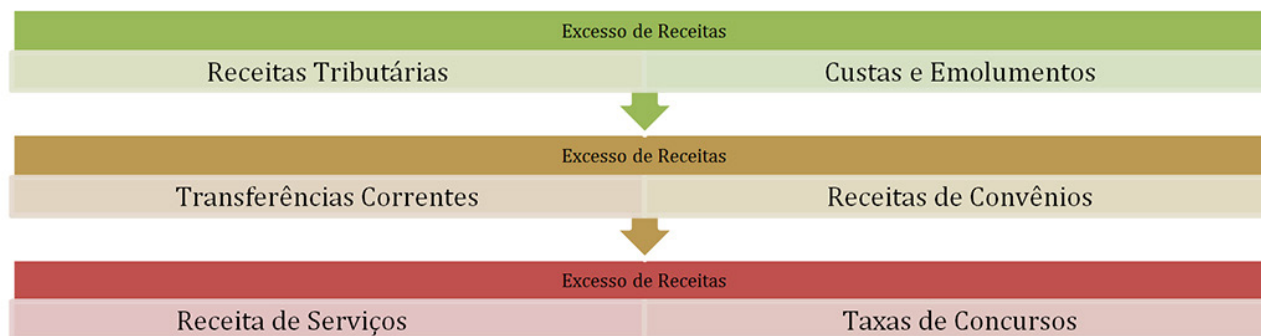 Excesso de Receitas
Receitas Tributárias
Custas e Emolumentos
Excesso de Receitas
Transferências Correntes
Receitas de Convênios
Excesso de Receitas
Receita de Serviços
Taxas de Concursos